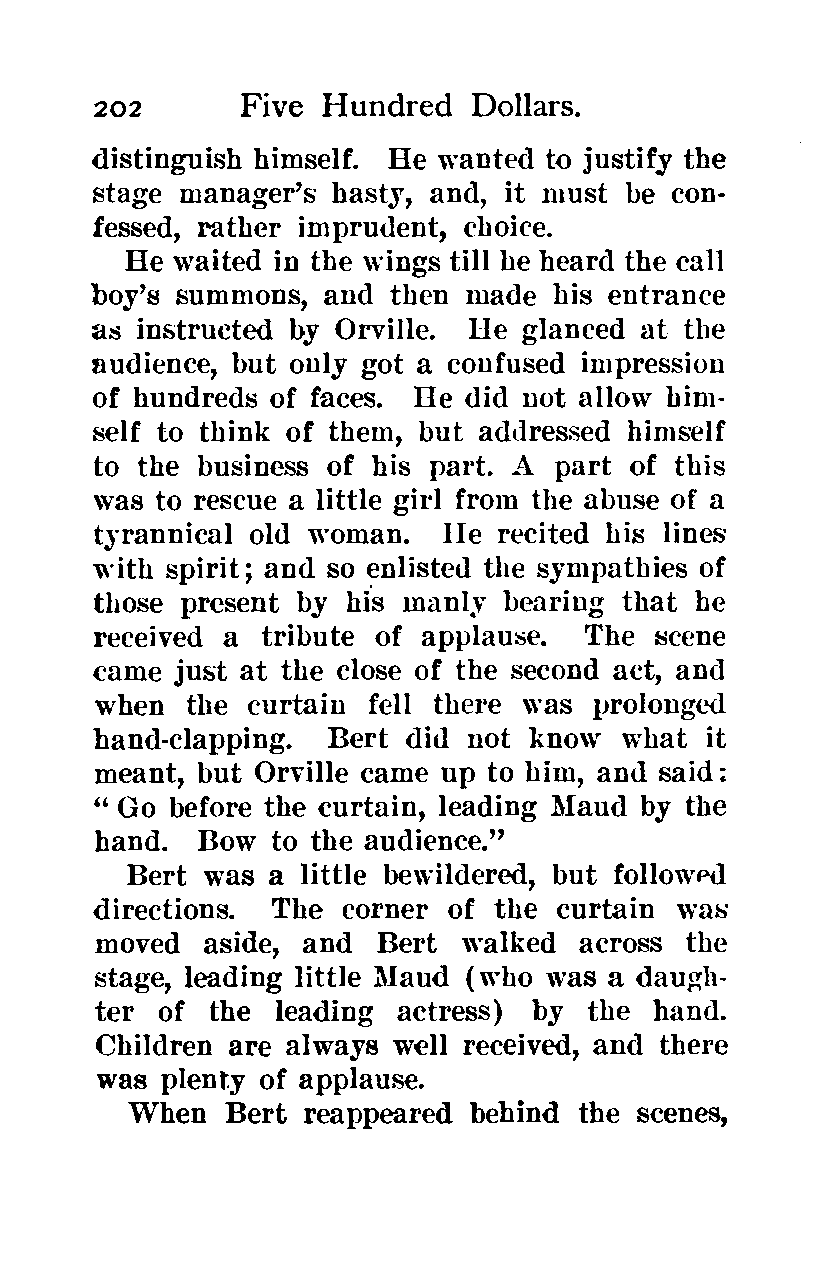 202 Five Hundred Dollars.
distinguish himself. He wanted to justify the
stage manager's hasty, and, it must be con-
fessed, rather imprudent, choice.
He waited in the wings till he heard the call
boy's summons, and then made his entrance
as instructed by Orville. He glanced at the
audience, but only got a confused impression
of hundreds of faces. He did not allow him-
self to think of them, but addressed himself
to the business of his part. A part of this
was to rescue a little girl from the abuse of a
tyrannical old woman. He recited his lines
with spirit; and so enlisted the sympathies of
those present by his manly bearing that he
received a tribute of applause. The scene
came just at the close of the second act, and
when the curtain fell there was prolonged
hand-clapping. Bert did not know what it
meant, but Orville came up to him, and said:
" Go before the curtain, leading Maud by the
hand. Bow to the audience."
Bert was a little bewildered, but followed
directions. The corner of the curtain was
moved aside, and Bert walked across the
stage, leading little Maud (who was a daugh-
ter of the leading actress) by the hand.
Children are always well received, and there
was plenty of applause.
When Bert reappeared behind the scenes,